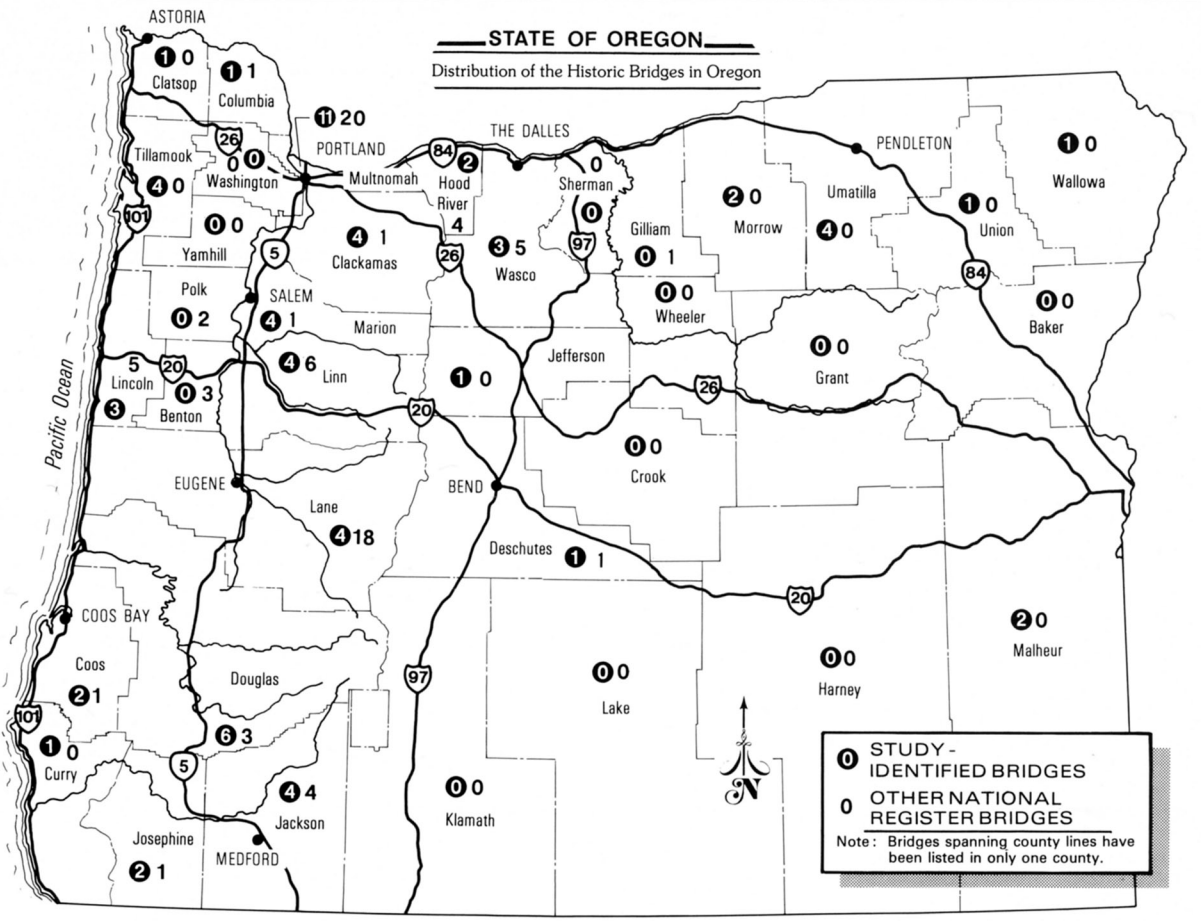 STATE OF OREGON
Distribution of the Historic Bridges in Oregon
ASTORIA
1 0
Clatsop
1 1
Columbia
11 20
PORTLAND
Multnomah
26
Tillamook
4 0
0 0
Washington
101
0 0
Yamhill
5
4 1
Clackamas
84
2
Hood
River
4
26
THE DALLES
3 5
Wasco
0
Sherman
0
97
Gilliam
0 1
2 0
Morrow
PENDLETON
Umatilla
4 0
1 0
Union
1 0
Wallowa
84
0 0
Baker
0 0
Wheeler
0 0
Grant
Polk
0 2
SALEM
4 1
Marion
4 6
Linn
Jefferson
1 0
5
Lincoln
3
20
0 3
Benton
20
26
0 0
Crook
Pacific Ocean
EUGENE
Lane
4 18
BEND
Deschutes
1 1
20
COOS BAY
Coos
2 1
Douglas
6 3
97
0 0
Lake
0 0
Harney
2 0
Malheur
101
1 0
Curry
5
4 4
Jackson
0 0
Klamath
Josephine
2 1
MEDFORD
N
0 STUDY-
IDENTIFIED BRIDGES
0 OTHER NATIONAL
REGISTER BRIDGES
Note: Bridges spanning county lines have
been listed in only one county.